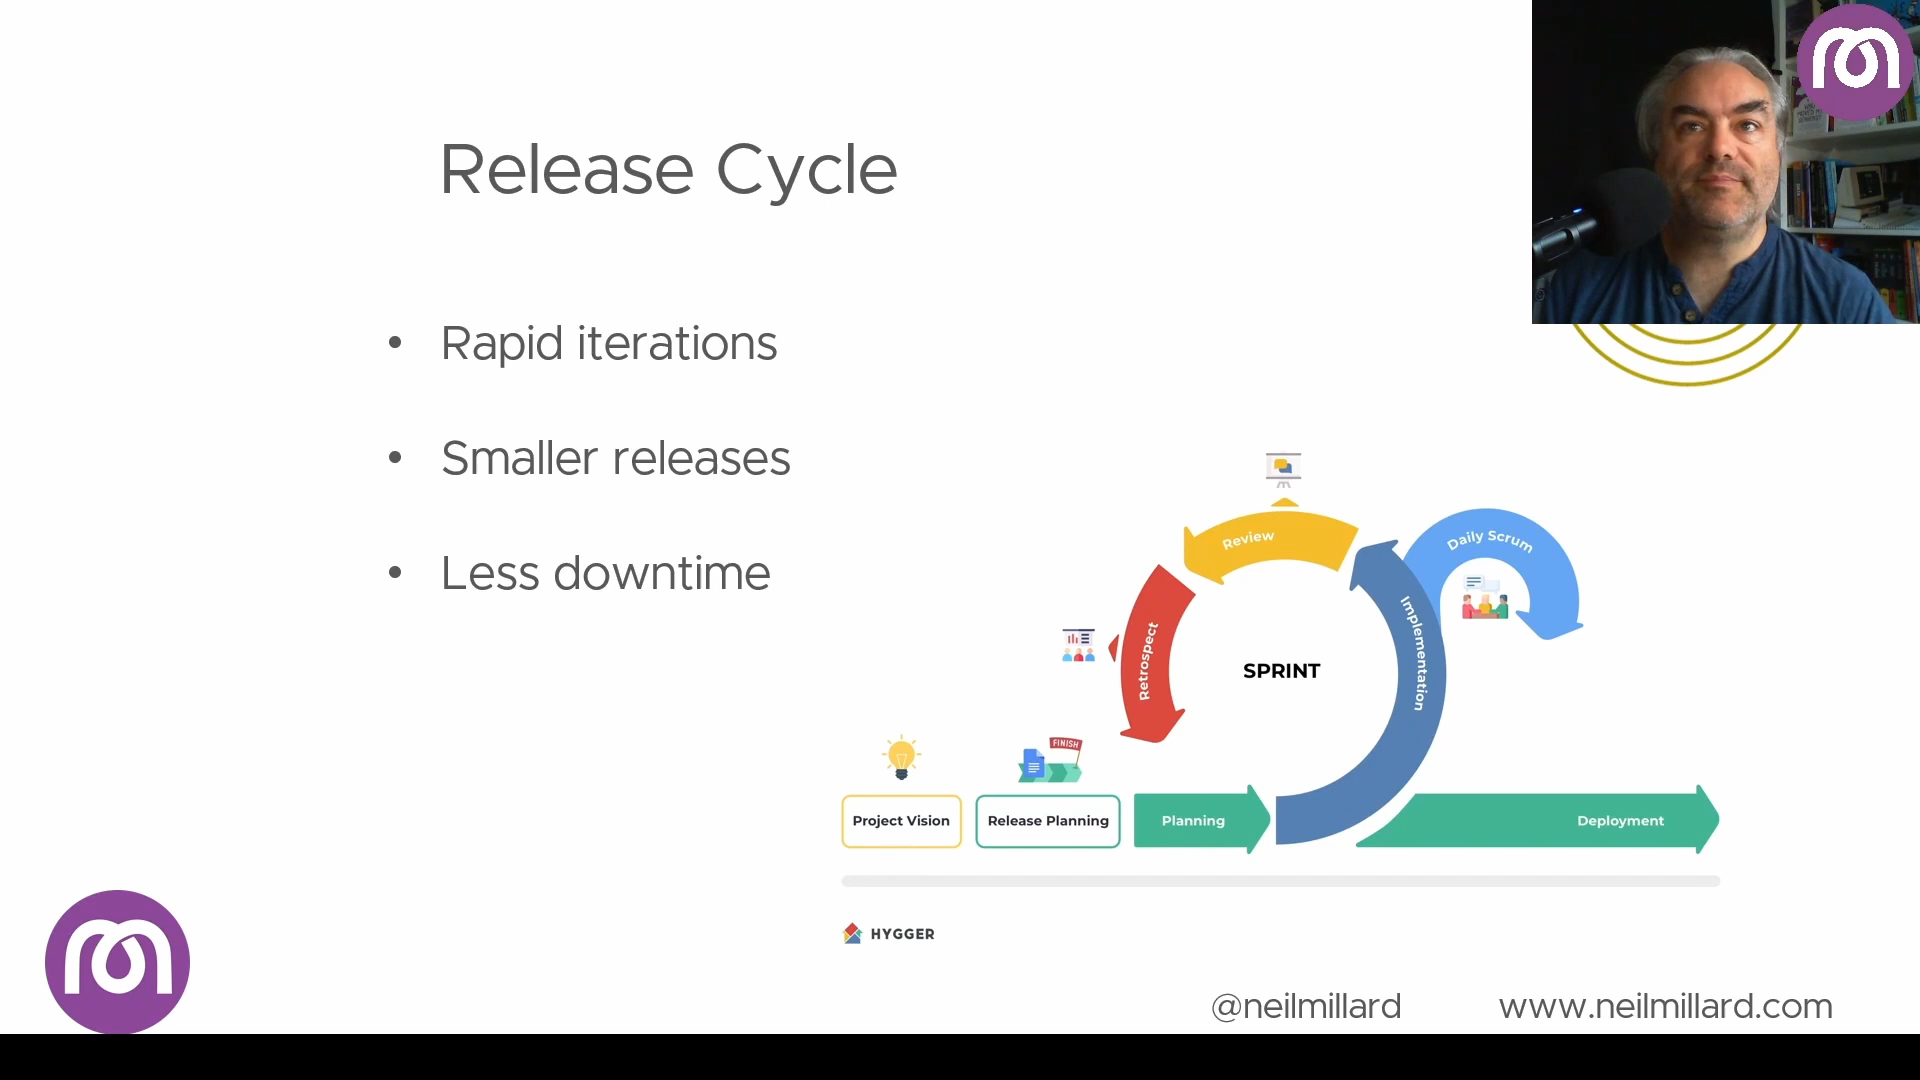 Release Cycle
• Rapid iterations
• Smaller releases
• Less downtime
Review
Daily Scrum
Implementation
Retrospect
SPRINT
FINISH
Project Vision
Release Planning
Planning
Deployment
HYGGER
@neilmillard
www.neilmillard.com